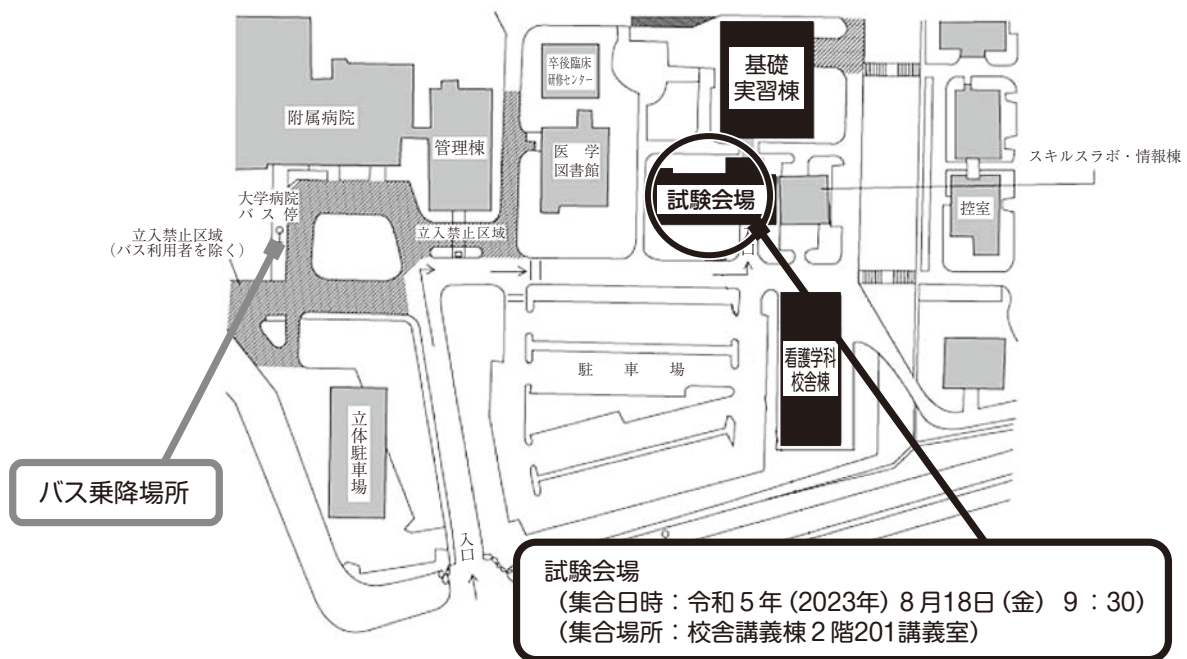 附属病院
管理棟
卒後臨床
研修センター
医 学
図書館
基礎
実習棟
試験会場
スキルスラボ・情報棟
控室
大学病院
バス 停
立入禁止区域
(バス利用者を除く)
立入禁止区域
入口
看護学科
校舎棟
駐 車 場
立体駐車場
バス乗降場所
入口
試験会場
(集合日時:令和5年(2023年)8月18日(金) 9:30)
(集合場所:校舎講義棟2階201講義室)